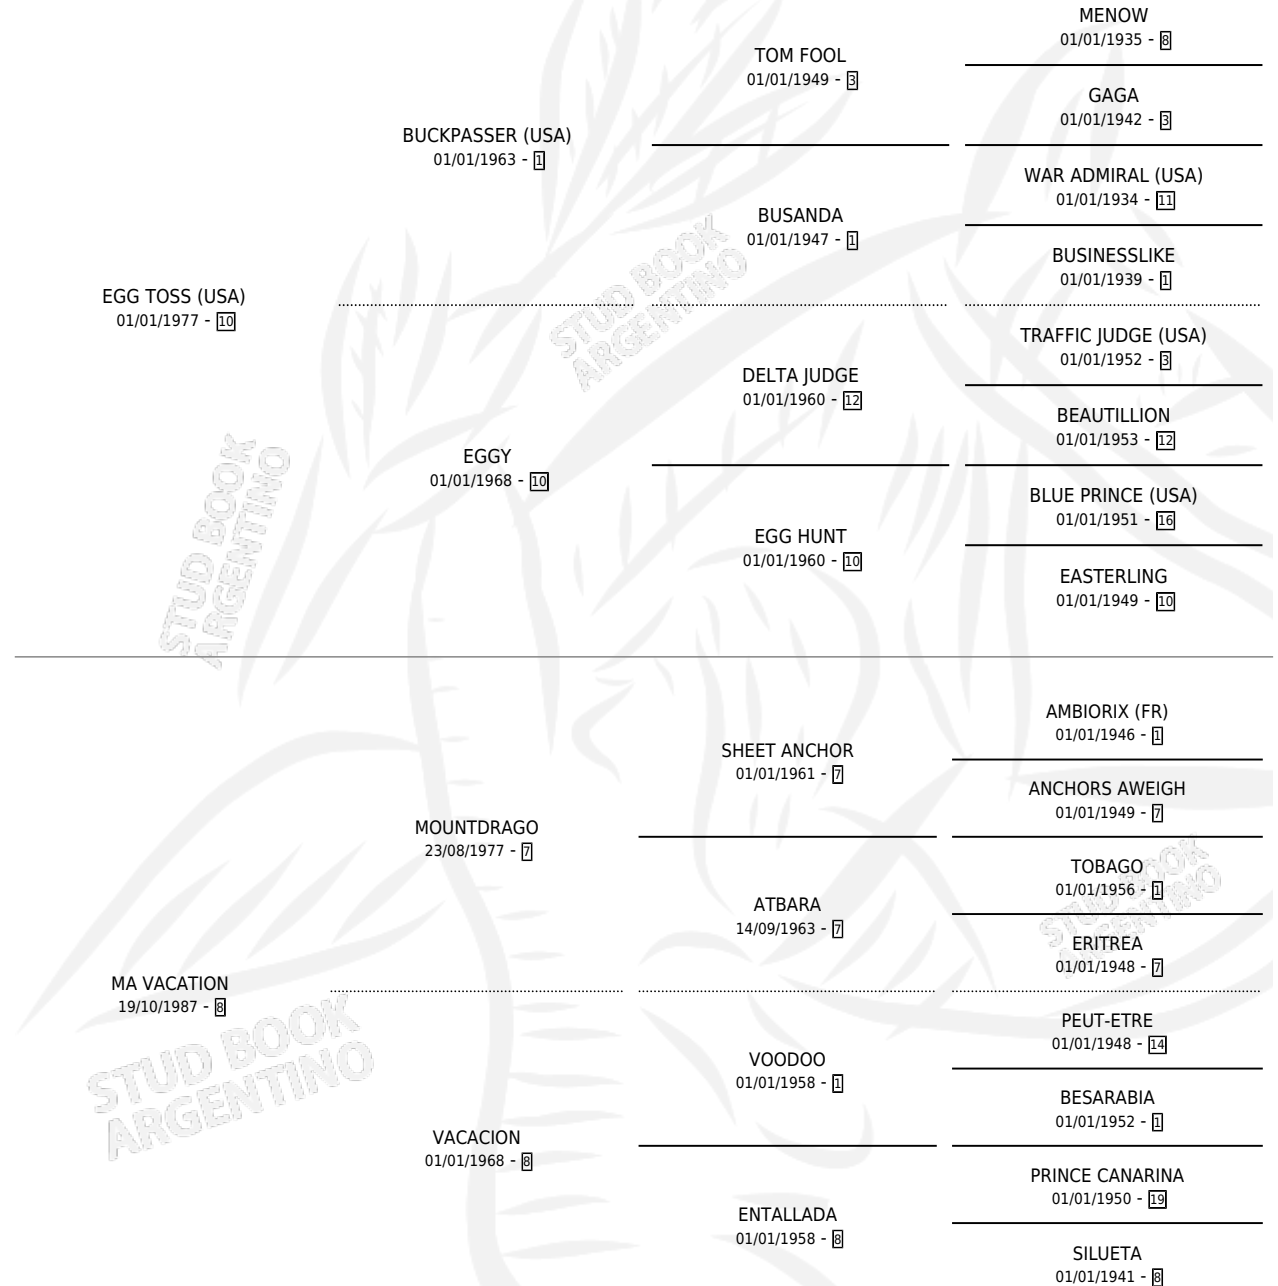 MENOW
01/01/1935 - 8
TOM FOOL
01/01/1949 - 3
GAGA
01/01/1942 - 3
BUCKPASSER (USA)
01/01/1963 - 1
WAR ADMIRAL (USA)
01/01/1934 - 11
BUSANDA
01/01/1947 - 1
BUSINESSLIKE
01/01/1939 - 1
EGG TOSS (USA)
01/01/1977 - 10
STUD BOOK
ARGENTINO
TRAFFIC JUDGE (USA)
01/01/1952 - 3
DELTA JUDGE
01/01/1960 - 12
BEAUTILLION
01/01/1953 - 12
EGGY
01/01/1968 - 10
BLUE PRINCE (USA)
01/01/1951 - 16
EGG HUNT
01/01/1960 - 10
EASTERLING
01/01/1949 - 10
STUD BOOK
ARGENTINO
AMBIORIX (FR)
01/01/1946 - 1
SHEET ANCHOR
01/01/1961 - 7
ANCHORS AWEIGH
01/01/1949 - 7
MOUNTDRAGO
23/08/1977 - 7
TOBAGO
01/01/1956 - 1
ATBARA
14/09/1963 - 7
STUD BOOK
ARGENTINO
ERITREA
01/01/1948 - 7
MA VACATION
19/10/1987 - 8
PEUT-ETRE
01/01/1948 - 14
VOODOO
01/01/1958 - 1
BESARABIA
01/01/1952 - 1
STUD BOOK
ARGENTINO
VACACION
01/01/1968 - 8
PRINCE CANARINA
01/01/1950 - 19
ENTALLADA
01/01/1958 - 8
SILUETA
01/01/1941 - 8